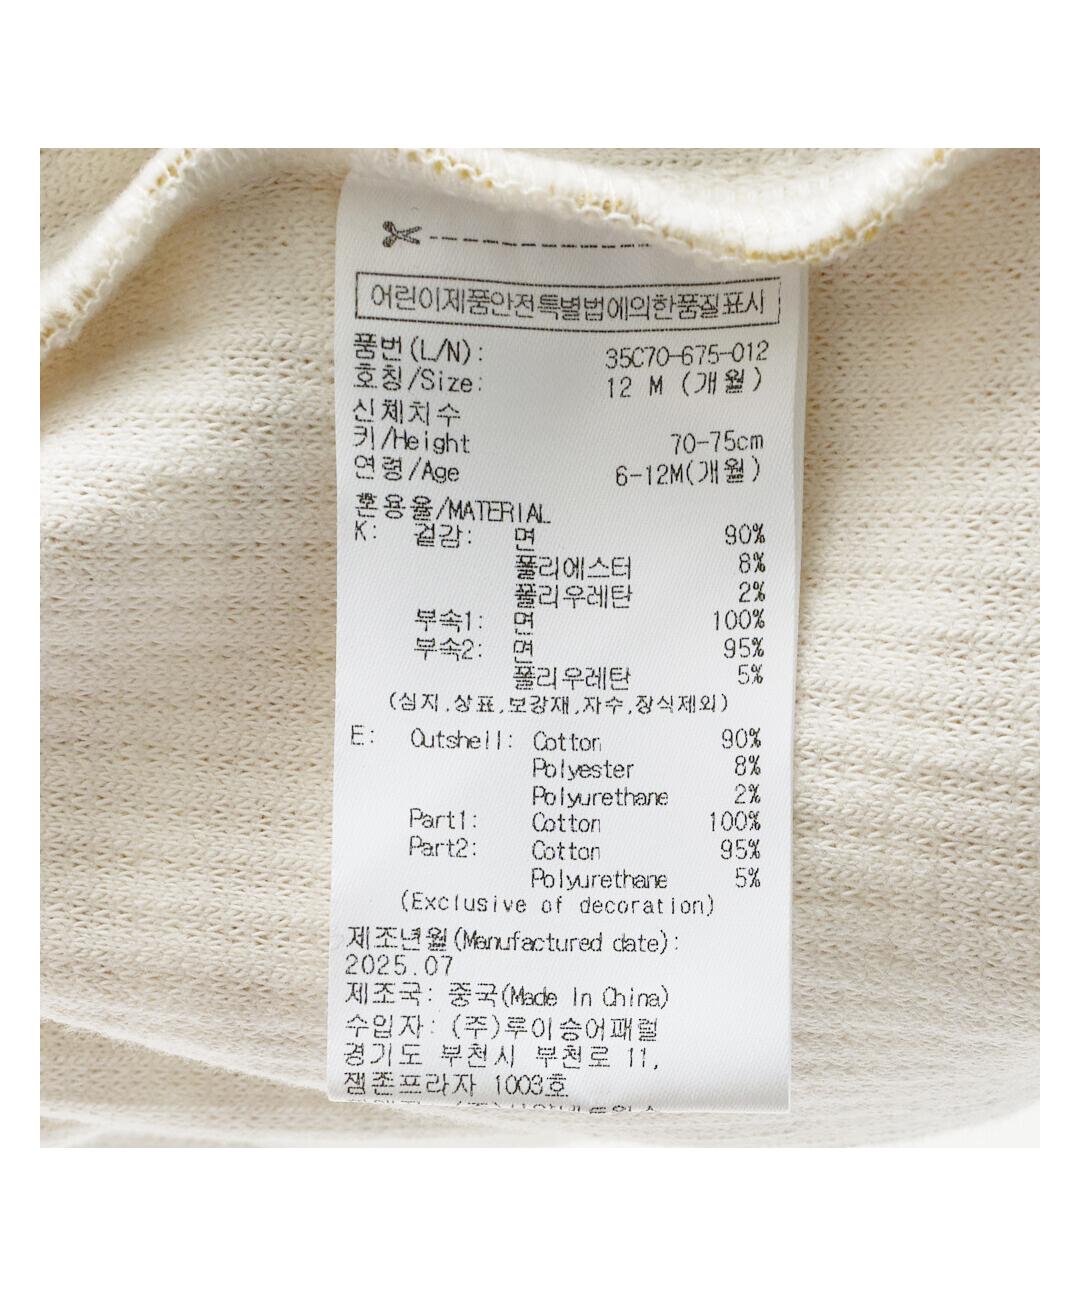 어린이제품안전특별법에의한품질표시
품번(L/N): 35C70-675-012
호칭/Size: 12 M (개월)
신체치수
키/Height 70-75cm
연령/Age 6-12M(개월)
혼용율/MATERIAL
K: 겉감: 면 90%
폴리에스터 8%
폴리우레탄 2%
부속1: 면 100%
부속2: 면 95%
폴리우레탄 5%
(심지,상표,보강재,자수,장식제외)
E: Outshell: Cotton 90%
Polyester 8%
Polyurethane 2%
Part1: Cotton 100%
Part2: Cotton 95%
Polyurethane 5%
(Exclusive of decoration)
제조년월(Manufactured date):
2025.07
제조국: 중국(Made In China)
수입자: (주)루이승어패럴
경기도 부천시 부천로 11,
잼존프라자 1003호